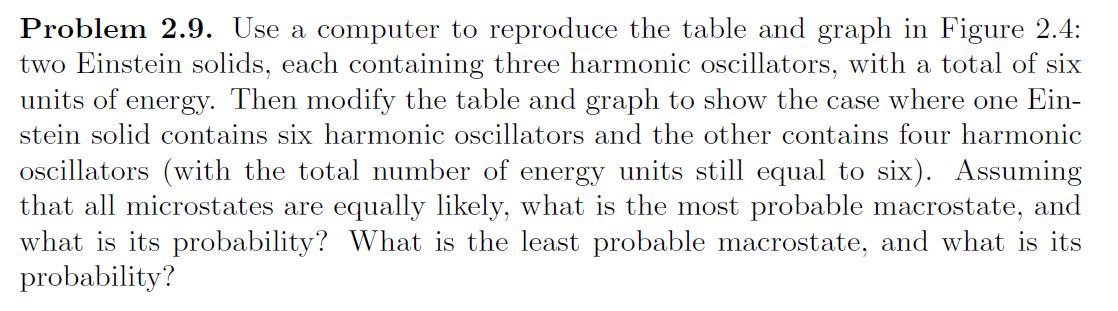 Problem 2.9. Use a computer to reproduce the table and graph in Figure 2.4:
two Einstein solids, each containing three harmonic oscillators, with a total of six
units of energy. Then modify the table and graph to show the case where one Ein-
stein solid contains six harmonic oscillators and the other contains four harmonic
oscillators (with the total number of energy units still equal to six). Assuming
that all microstates are equally likely, what is the most probable macrostate, and
what is its probability? What is the least probable macrostate, and what is its
probability?